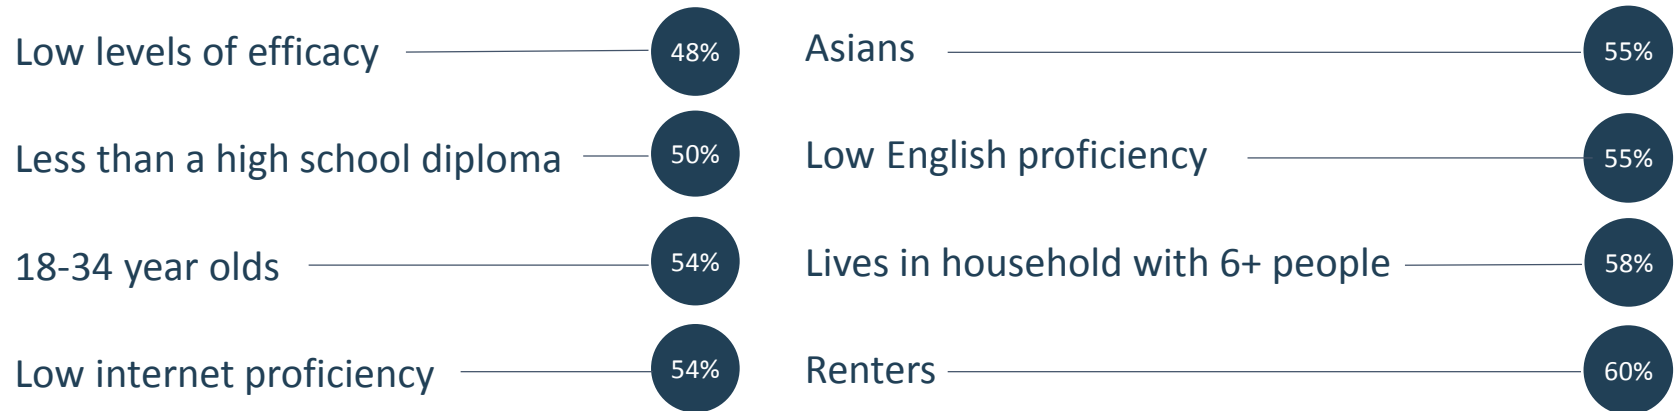 Low levels of efficacy 48%
Less than a high school diploma 50%
18-34 year olds 54%
Low internet proficiency 54%
Asians 55%
Low English proficiency 55%
Lives in household with 6+ people 58%
Renters 60%